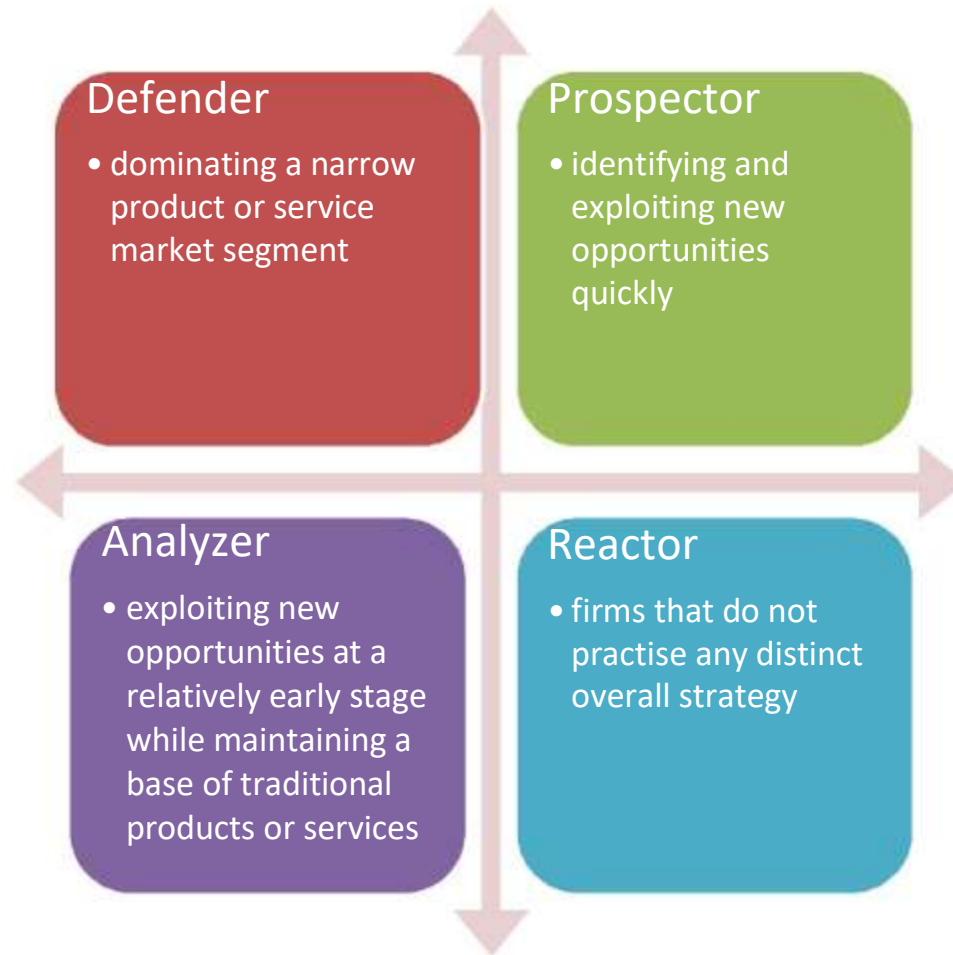 Defender
• dominating a narrow
product or service
market segment
Prospector
• identifying and
exploiting new
opportunities
quickly
Analyzer
• exploiting new
opportunities at a
relatively early stage
while maintaining a
base of traditional
products or services
Reactor
• firms that do not
practise any distinct
overall strategy